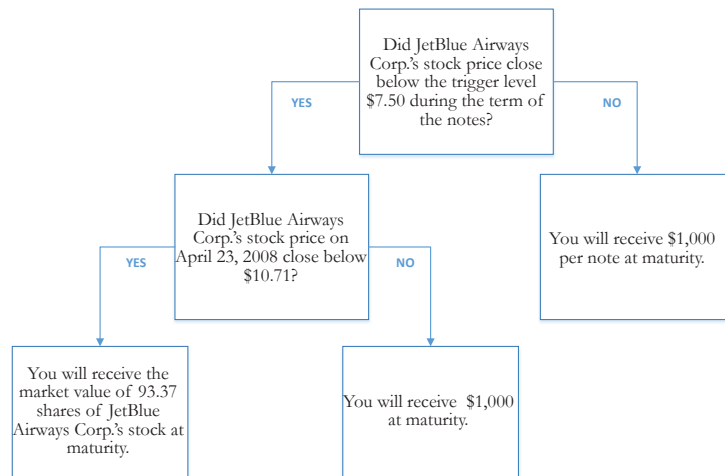 Did JetBlue Airways
Corp.'s stock price close
below the trigger level
$7.50 during the term of
the notes?
YES
NO
Did JetBlue Airways
Corp.'s stock price on
April 23, 2008 close below
$10.71?
You will receive $1,000
per note at maturity.
YES
NO
You will receive the
market value of 93.37
shares of JetBlue
Airways Corp.'s stock at
maturity.
You will receive $1,000
at maturity.